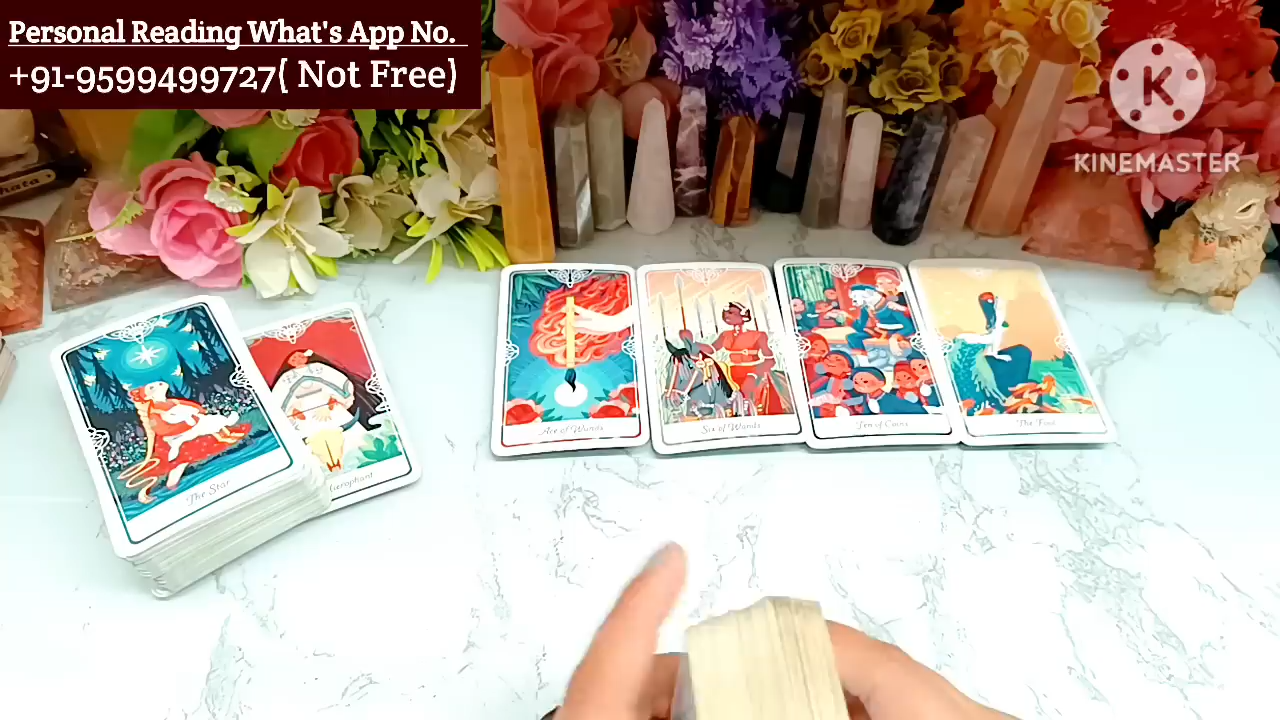 Personal Reading What's App No.
+91-9599499727( Not Free)
KINEMASTER
Ace of Wands
Six of Wands
Ten of Coins
The Fool
The Star
Hierophant